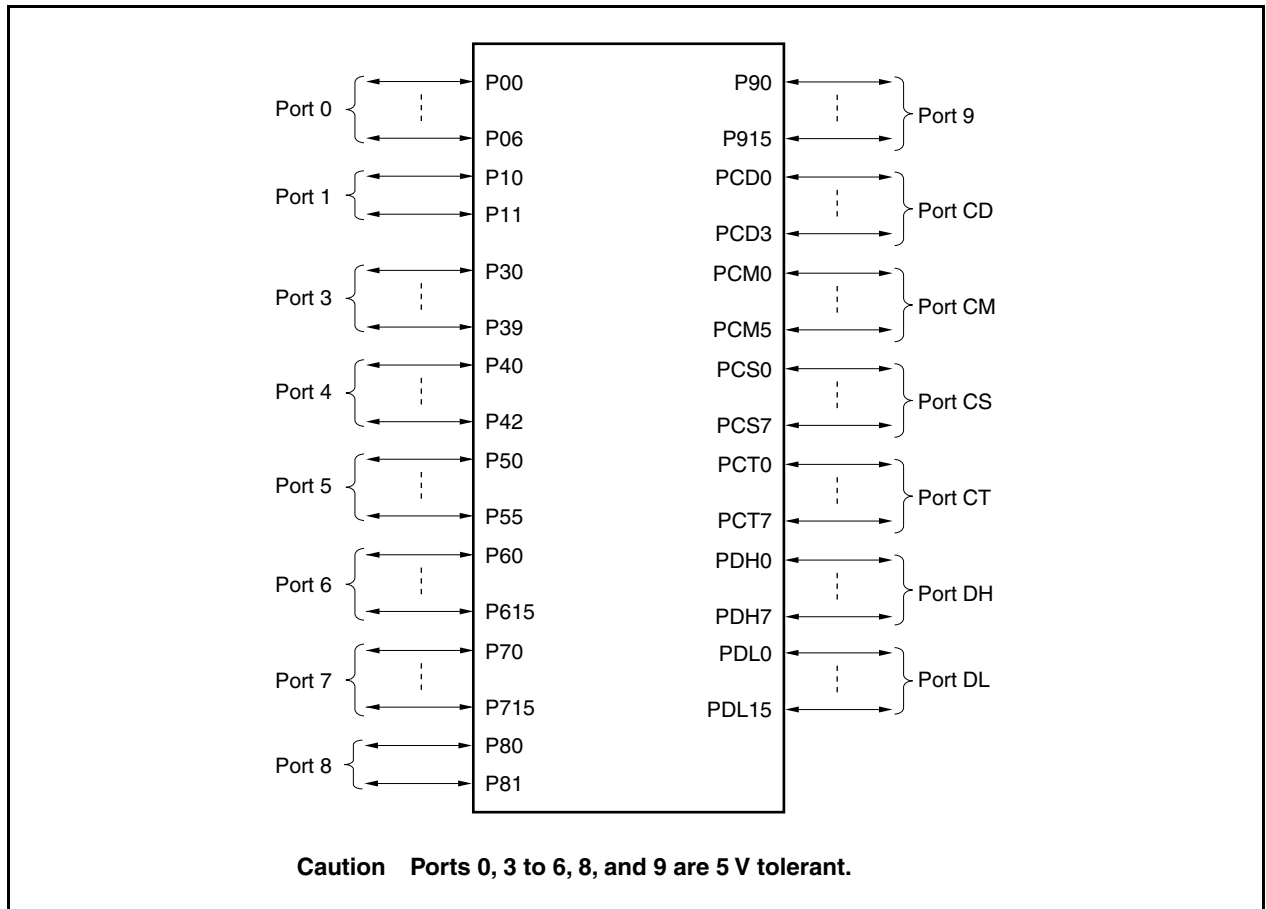 Port 0
P00
P06
Port 1
P10
P11
Port 3
P30
P39
Port 4
P40
P42
Port 5
P50
P55
Port 6
P60
P615
Port 7
P70
P715
Port 8
P80
P81
P90
P915
Port 9
PCD0
PCD3
Port CD
PCM0
PCM5
Port CM
PCS0
PCS7
Port CS
PCT0
PCT7
Port CT
PDH0
PDH7
Port DH
PDL0
PDL15
Port DL
Caution Ports 0, 3 to 6, 8, and 9 are 5 V tolerant.